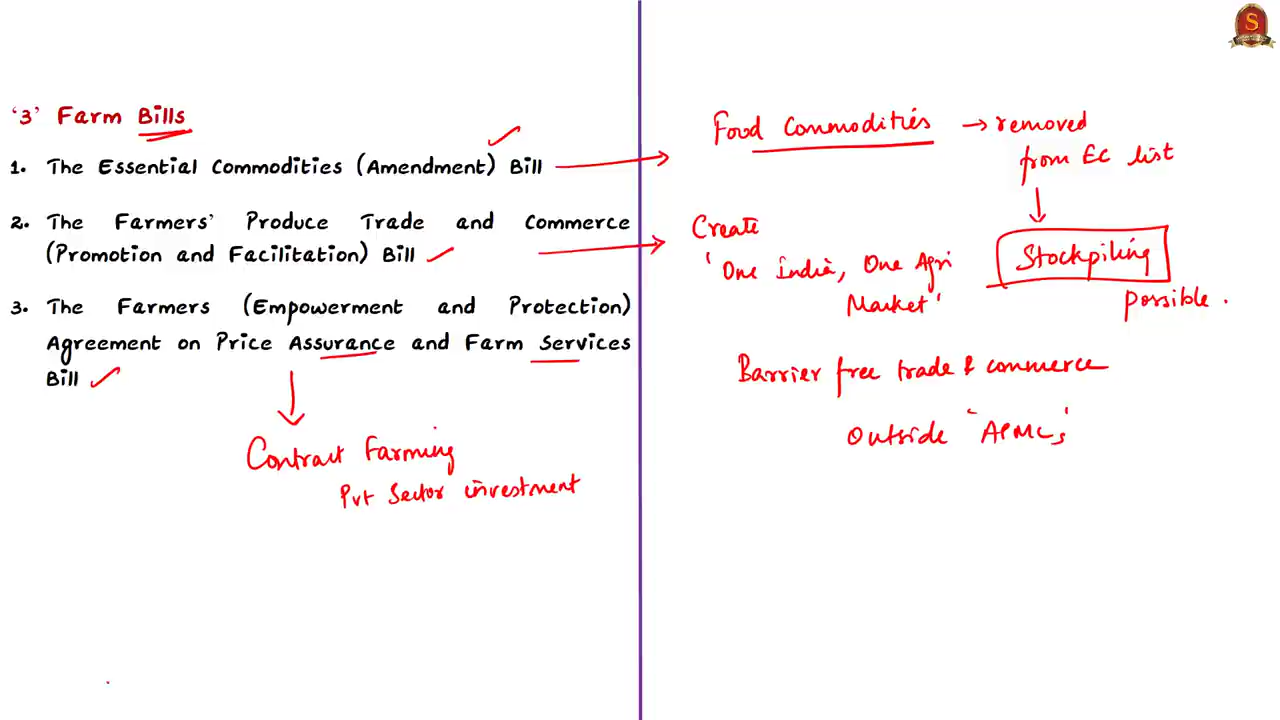 '3' Farm Bills
1. The Essential Commodities (Amendment) Bill
2. The Farmers' Produce Trade and Commerce
(Promotion and Facilitation) Bill
3. The Farmers (Empowerment and Protection)
Agreement on Price Assurance and Farm Services
Bill
Contract Farming
Pvt Sector investment
Food Commodities → removed
from EC list
Stockpiling
possible.
Create
'One India, One Agri
Market'
Barrier free trade & commerce
Outside 'APMCs'
S